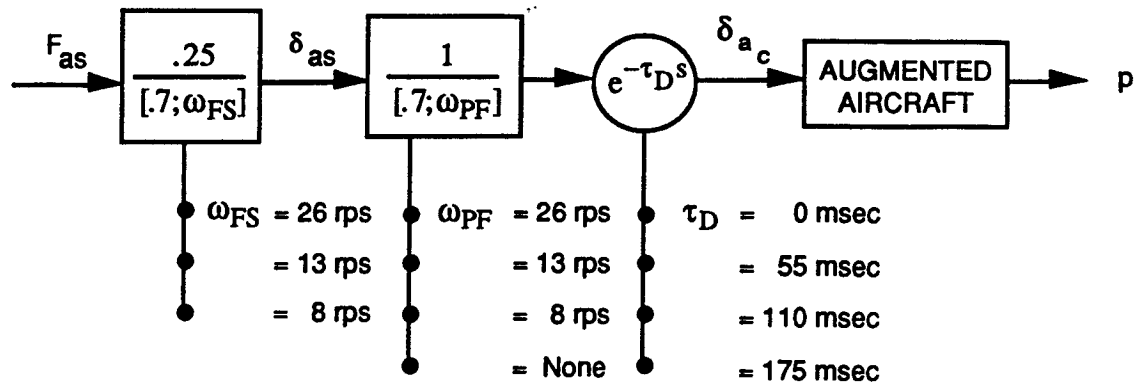 F_as
.25
[.7;ω_FS]
δ_as
1
[.7;ω_PF]
e^-τ_D s
δ_a_c
AUGMENTED
AIRCRAFT
p
ω_FS = 26 rps
= 13 rps
= 8 rps
ω_PF = 26 rps
= 13 rps
= 8 rps
= None
τ_D = 0 msec
= 55 msec
= 110 msec
= 175 msec